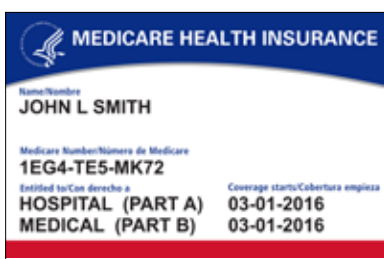 MEDICARE HEALTH INSURANCE
Name/Nombre
JOHN L SMITH
Medicare Number/Número de Medicare
1EG4-TE5-MK72
Entitled to/Con derecho a
Coverage starts/Cobertura empieza
HOSPITAL (PART A) 03-01-2016
MEDICAL (PART B) 03-01-2016